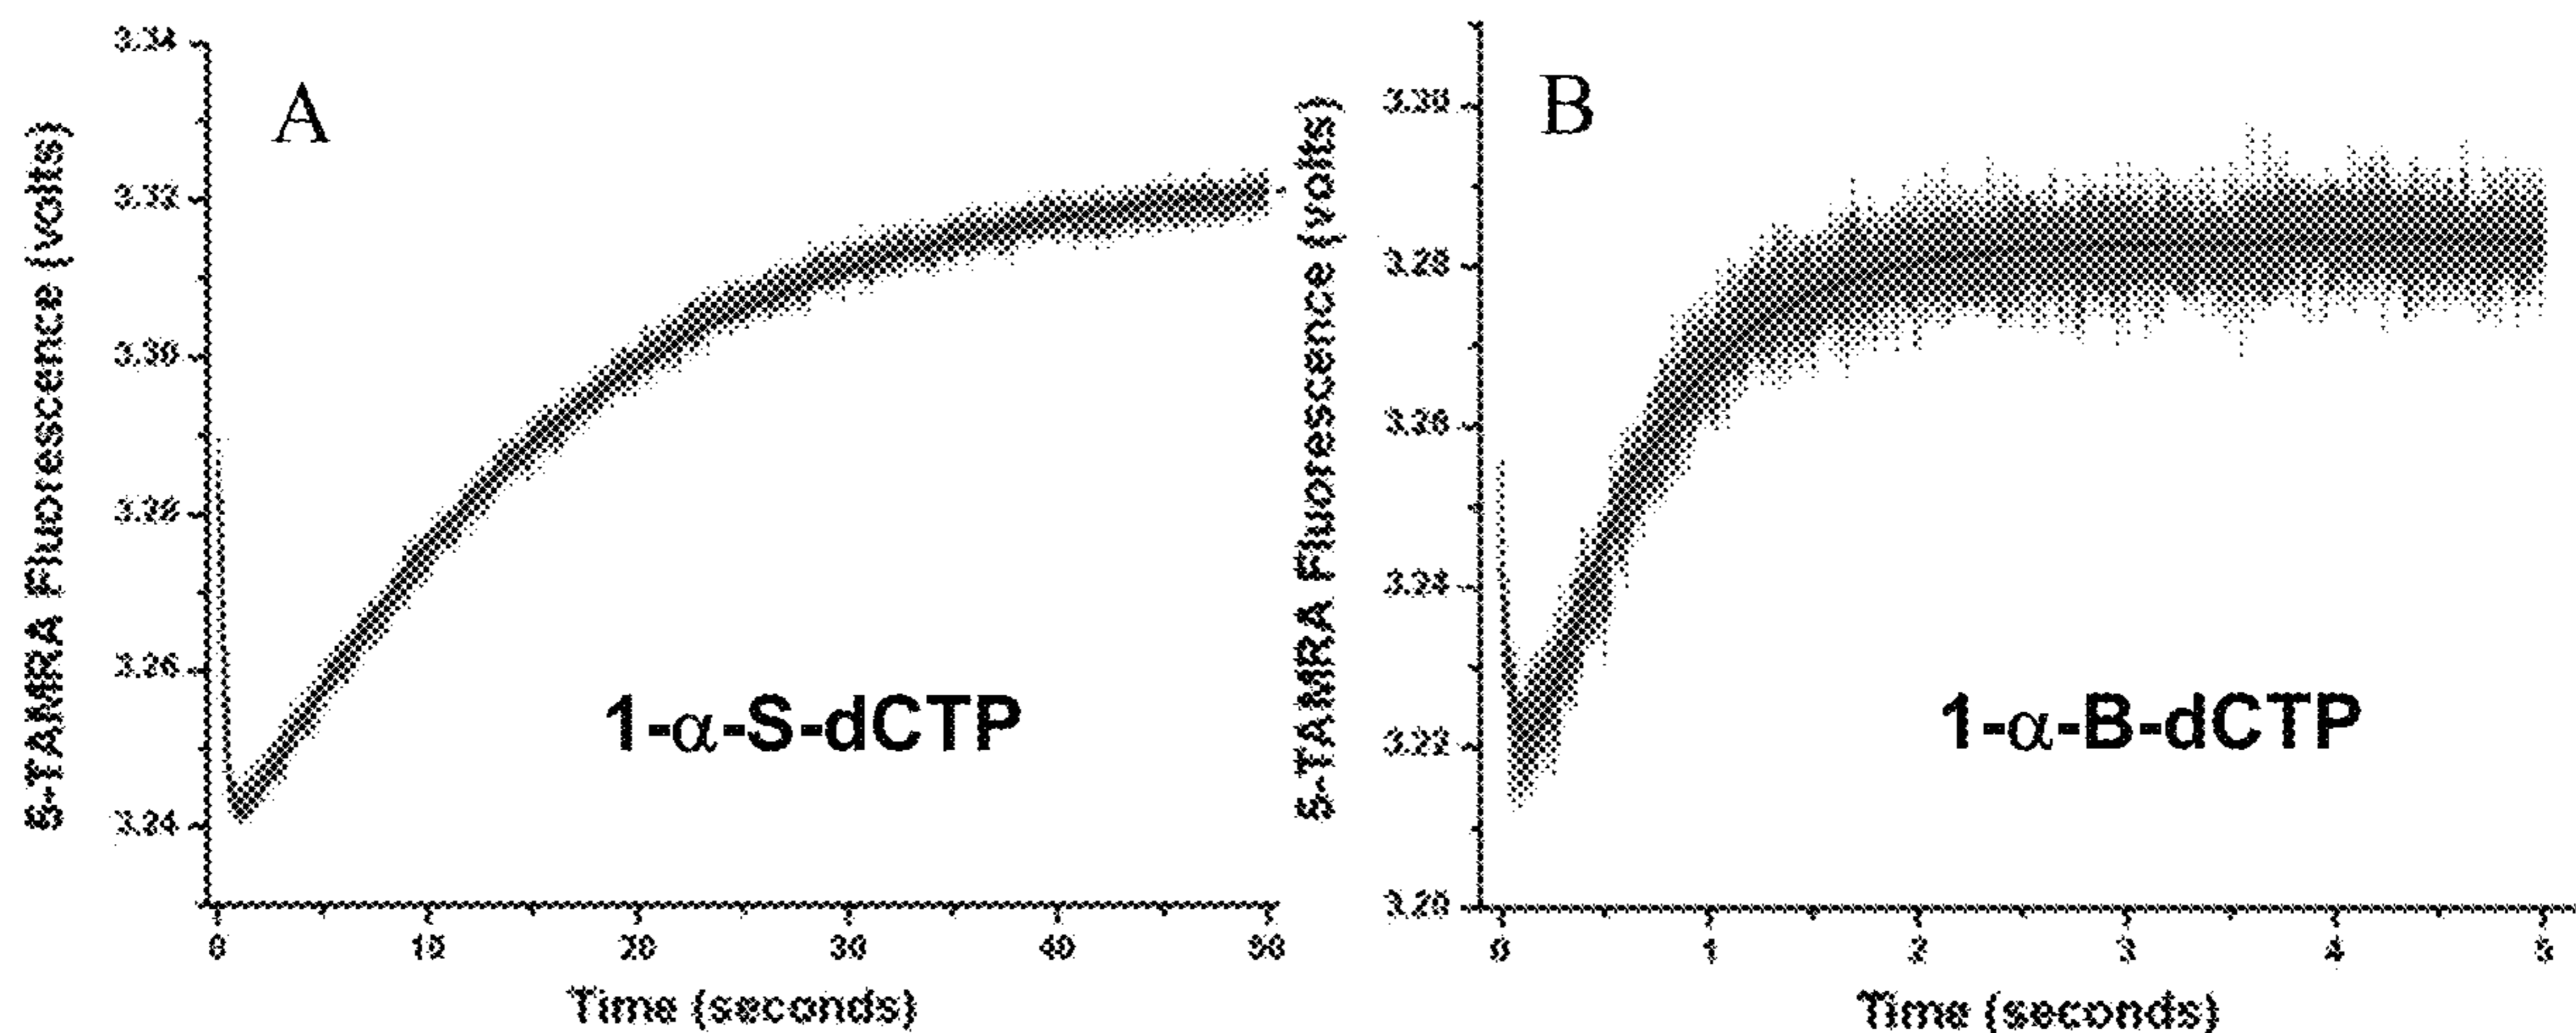 A
5-TAMRA Fluorescence (volts)
3.34
3.32
3.30
3.28
3.26
3.24
1-α-S-dCTP
0 10 20 30 40 50
Time (seconds)
B
5-TAMRA Fluorescence (volts)
3.30
3.28
3.26
3.24
3.22
3.20
1-α-B-dCTP
0 1 2 3 4 5
Time (seconds)